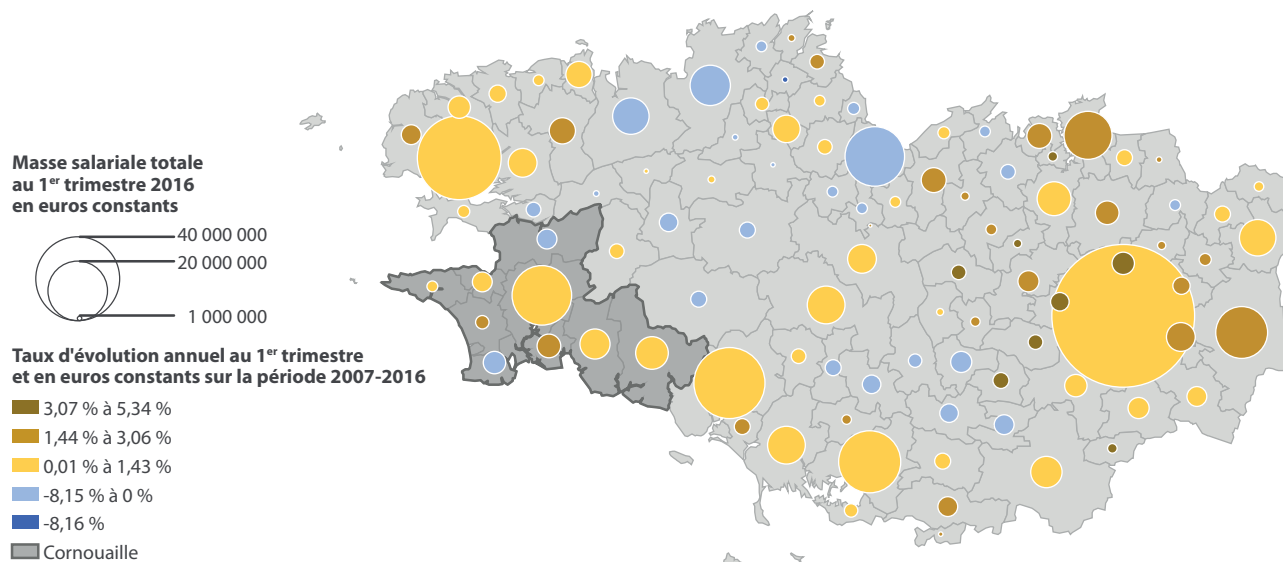 Masse salariale totale
au 1er trimestre 2016
en euros constants
40 000 000
20 000 000
1 000 000
Taux d'évolution annuel au 1er trimestre
et en euros constants sur la période 2007-2016
3,07 % à 5,34 %
1,44 % à 3,06 %
0,01 % à 1,43 %
-8,15 % à 0 %
-8,16 %
Cornouaille